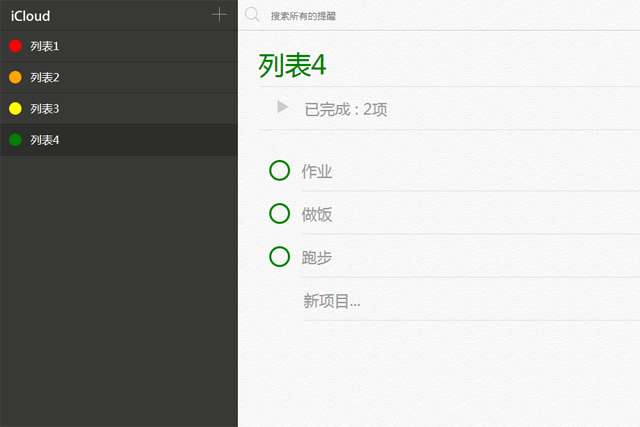 iCloud
列表1
列表2
列表3
列表4
搜素所有的提醒
列表4
已完成 : 2项
作业
做饭
跑步
新项目...